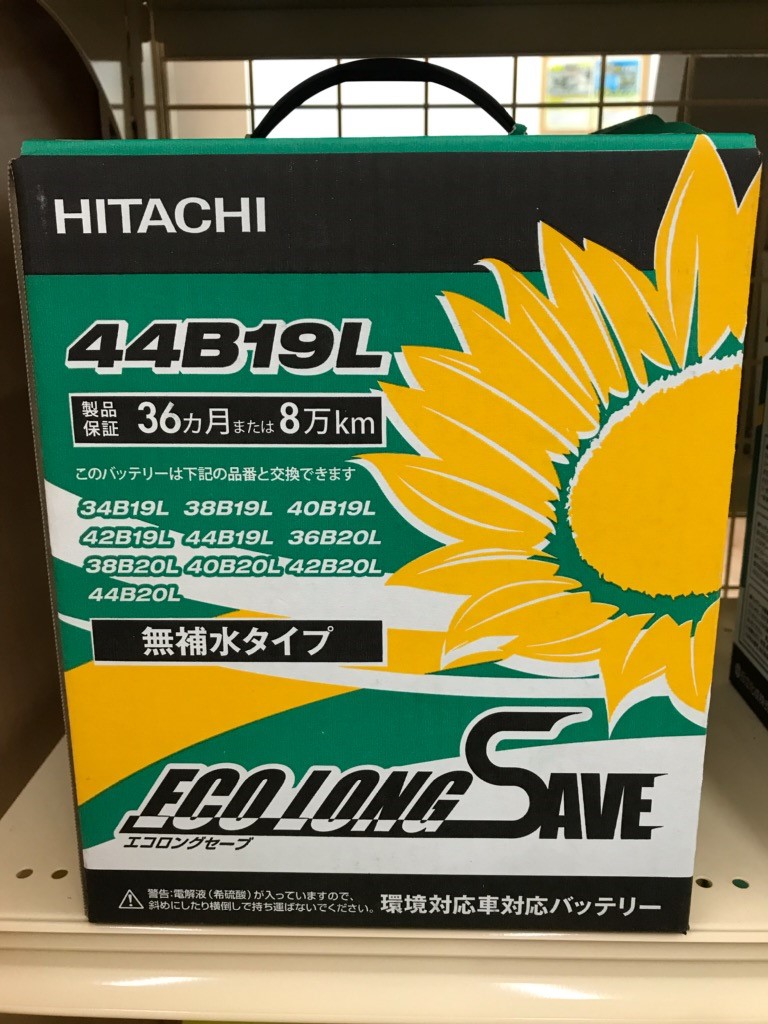 HITACHI
44B19L
製品保証 36カ月または8万km
このバッテリーは下記の品番と交換できます
34B19L 38B19L 40B19L
42B19L 44B19L 36B20L
38B20L 40B20L 42B20L
44B20L
無補水タイプ
ECO LONG SAVE
エコロングセーブ
警告:電解液(希硫酸)が入っていますので、
斜めにしたり横倒しで持ち運ばないでください。
環境対応車対応バッテリー